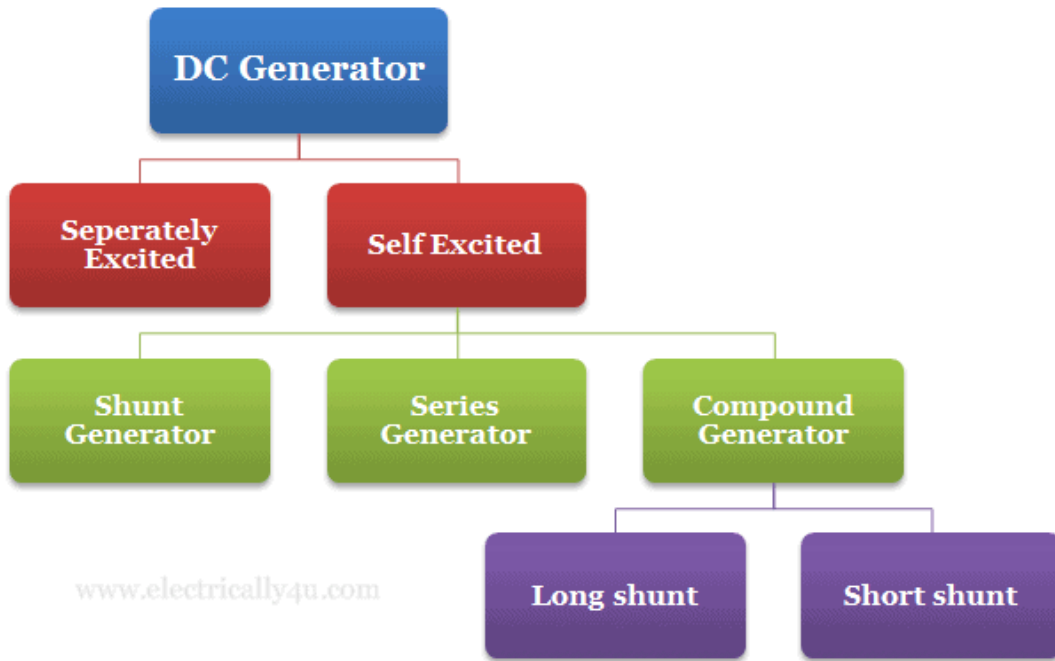 DC Generator
Seperately
Excited
Self Excited
Shunt
Generator
Series
Generator
Compound
Generator
Long shunt
Short shunt
www.electrically4u.com